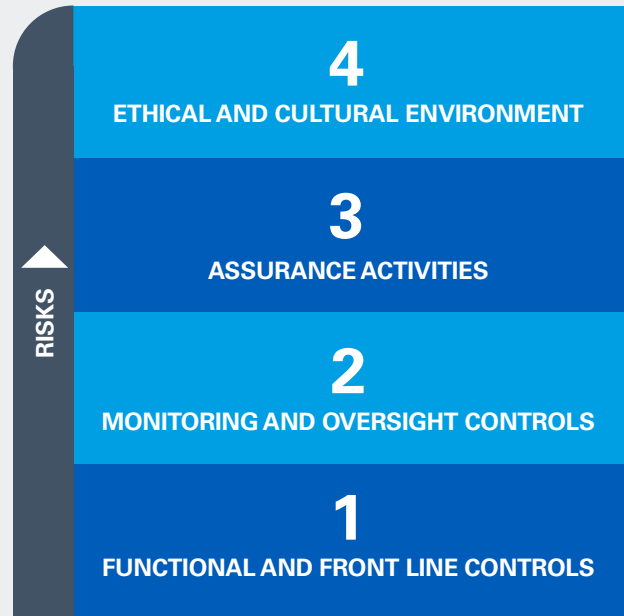 4
ETHICAL AND CULTURAL ENVIRONMENT
3
ASSURANCE ACTIVITIES
RISKS
2
MONITORING AND OVERSIGHT CONTROLS
1
FUNCTIONAL AND FRONT LINE CONTROLS